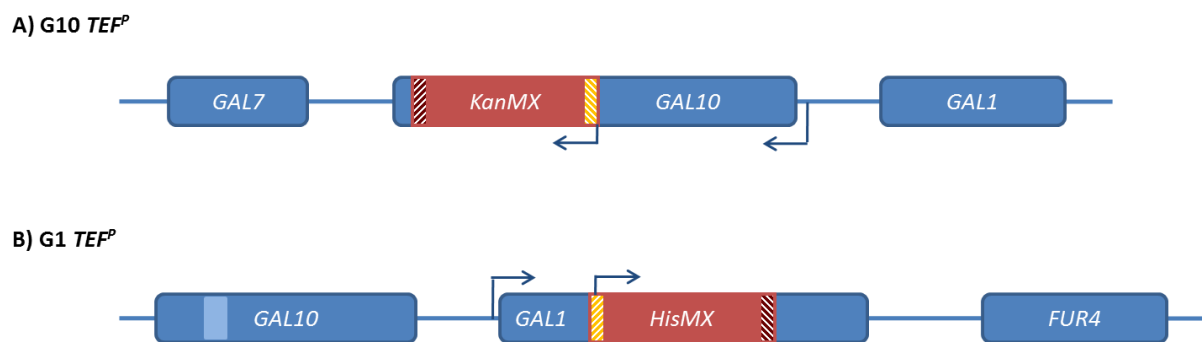 A) G10 TEFᴾ
GAL7 KanMX GAL10 GAL1
B) G1 TEFᴾ
GAL10 GAL1 HisMX FUR4